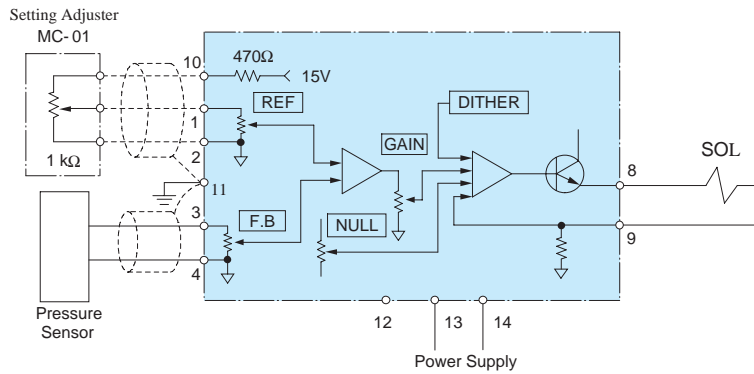 Setting Adjuster
MC-01
1 kΩ
10
470Ω
15V
REF
1
2
11
3
F.B
4
Pressure
Sensor
GAIN
NULL
DITHER
8
SOL
9
12
13
14
Power Supply